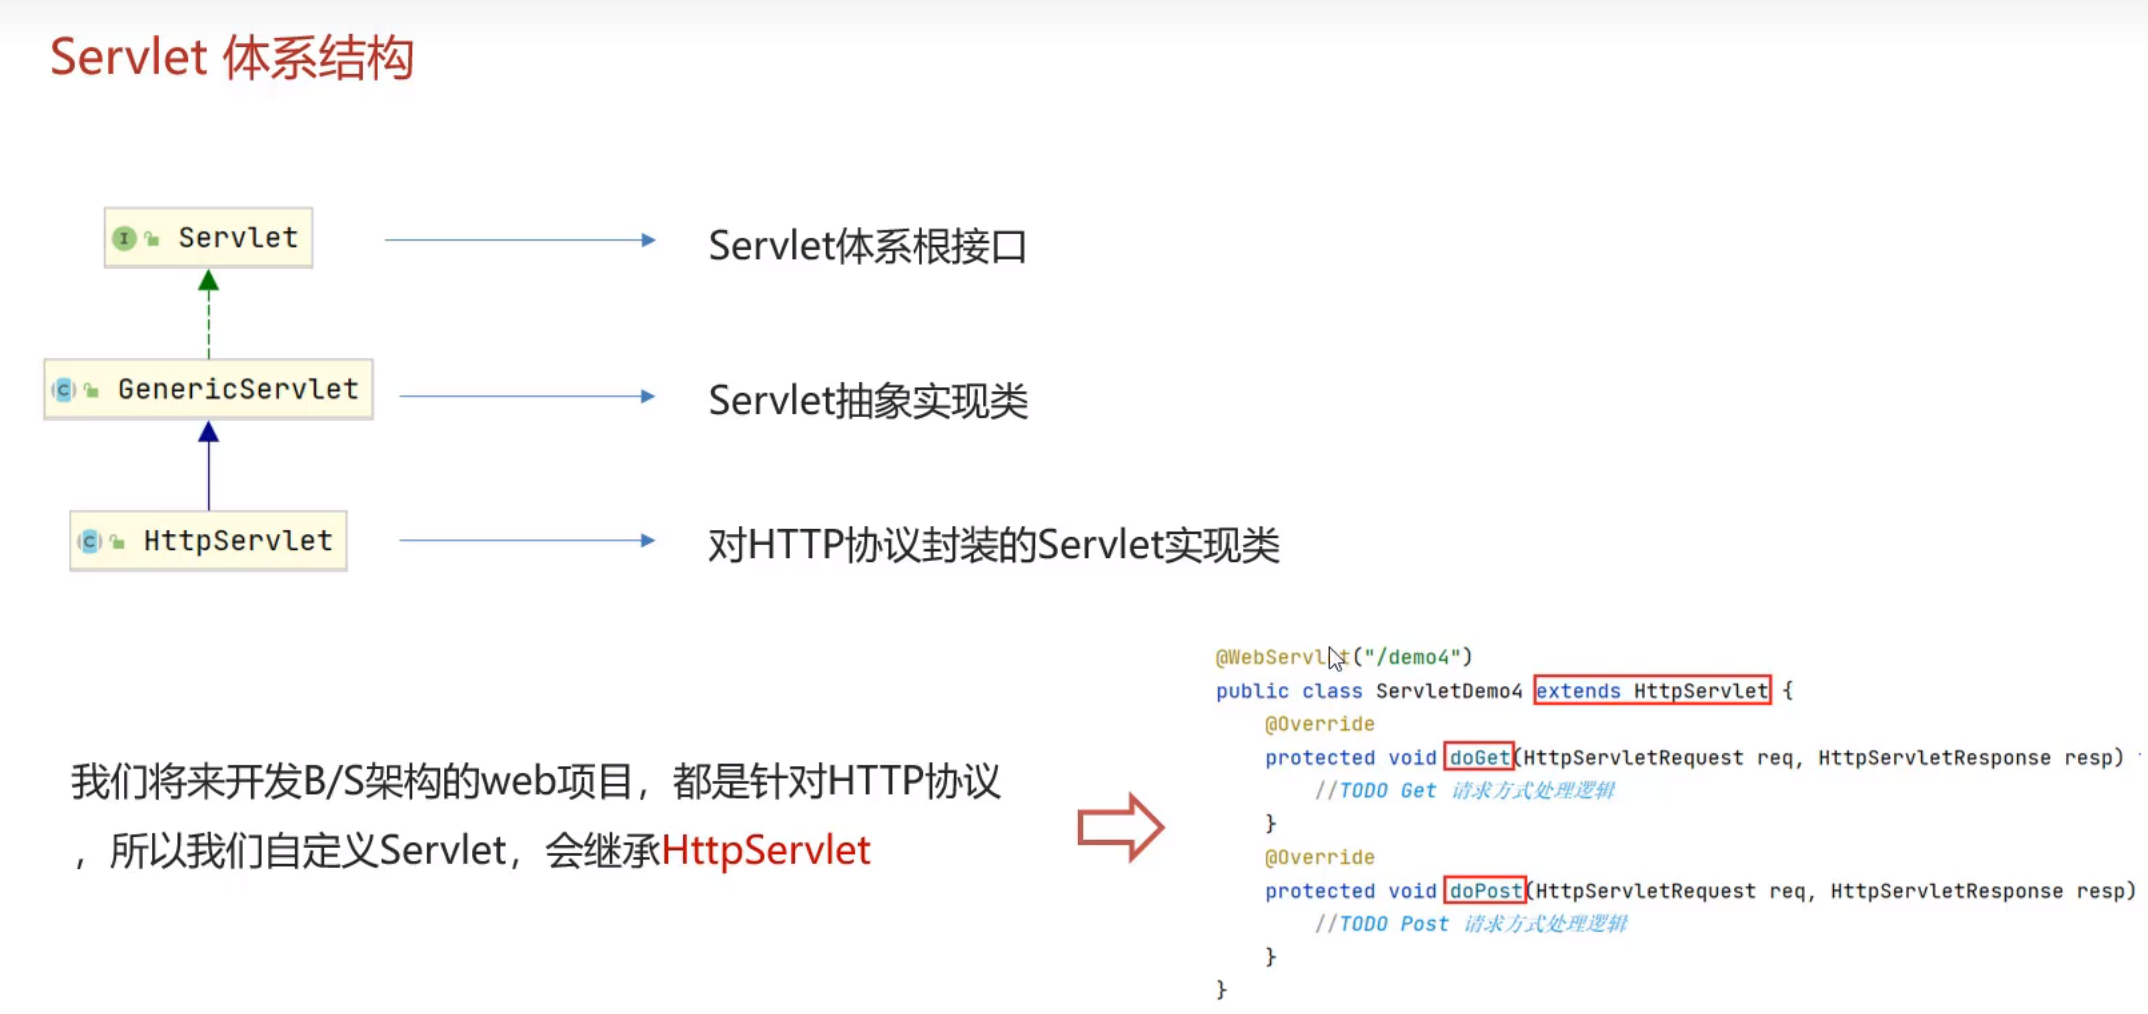 Servlet 体系结构
Servlet
Servlet体系根接口
GenericServlet
Servlet抽象实现类
HttpServlet
对HTTP协议封装的Servlet实现类
我们将来开发B/S架构的web项目，都是针对HTTP协议
，所以我们自定义Servlet，会继承HttpServlet
@WebServlet("/demo4")
public class ServletDemo4 extends HttpServlet {
@Override
protected void doGet(HttpServletRequest req, HttpServletResponse resp)
//TODO Get 请求方式处理逻辑
}
@Override
protected void doPost(HttpServletRequest req, HttpServletResponse resp)
//TODO Post 请求方式处理逻辑
}
}